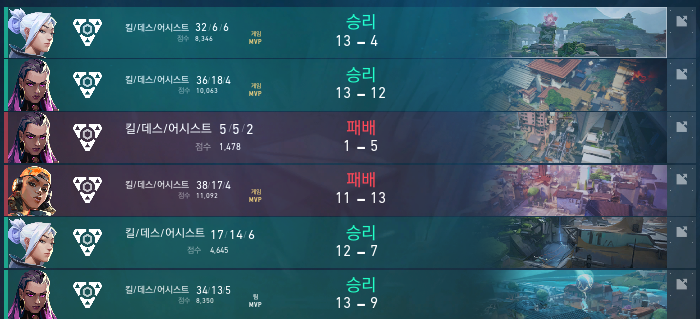 킬/데스/어시스트 32/6/6
점수 8,346
게임
MVP
승리
13 - 4
킬/데스/어시스트 36/18/4
점수 10,063
게임
MVP
승리
13 - 12
킬/데스/어시스트 5/5/2
점수 1,478
패배
1 - 5
킬/데스/어시스트 38/17/4
점수 11,092
게임
MVP
패배
11 - 13
킬/데스/어시스트 17/14/6
점수 4,645
승리
12 - 7
킬/데스/어시스트 34/13/5
점수 8,350
팀
MVP
승리
13 - 9